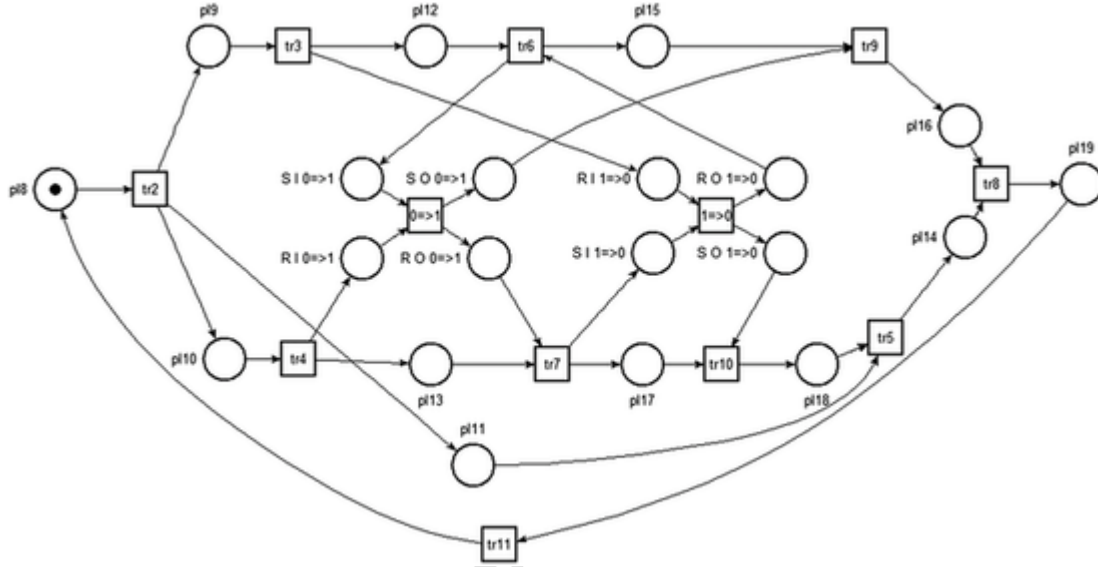 pl9
pl12
pl15
tr3
tr6
tr9
pl16
pl19
S I 0=>1
S O 0=>1
R I 1=>0
R O 1=>0
pl8
tr2
tr8
0=>1
1=>0
pl14
R I 0=>1
R O 0=>1
S I 1=>0
S O 1=>0
tr5
pl10
tr4
tr7
tr10
pl13
pl17
pl18
pl11
tr11